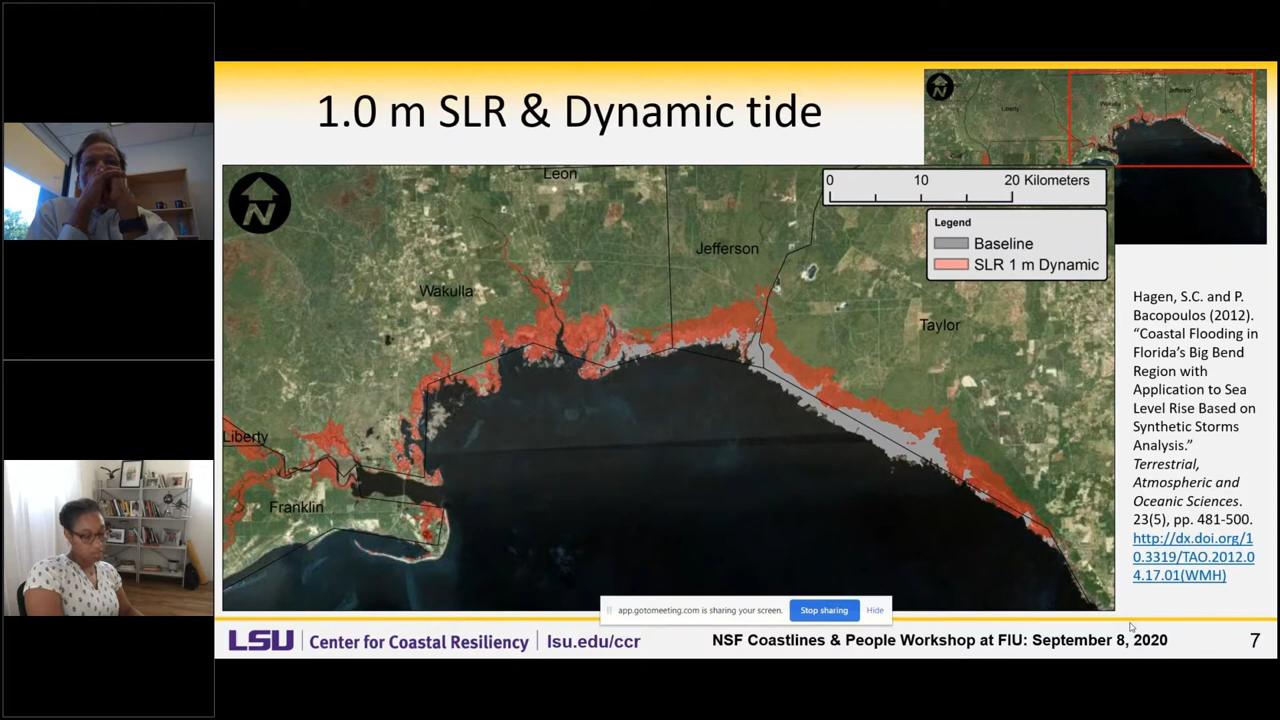 1.0 m SLR & Dynamic tide
N
Leon
Jefferson
Wakulla
Taylor
Liberty
Franklin
0 10 20 Kilometers
Legend
Baseline
SLR 1 m Dynamic
N
Liberty
Wakulla
Jefferson
Taylor
Hagen, S.C. and P.
Bacopoulos (2012).
“Coastal Flooding in
Florida’s Big Bend
Region with
Application to Sea
Level Rise Based on
Synthetic Storms
Analysis.”
Terrestrial,
Atmospheric and
Oceanic Sciences.
23(5), pp. 481-500.
http://dx.doi.org/1
0.3319/TAO.2012.0
4.17.01(WMH)
app.gotomeeting.com is sharing your screen. Stop sharing Hide
LSU Center for Coastal Resiliency lsu.edu/ccr
NSF Coastlines & People Workshop at FIU: September 8, 2020
7